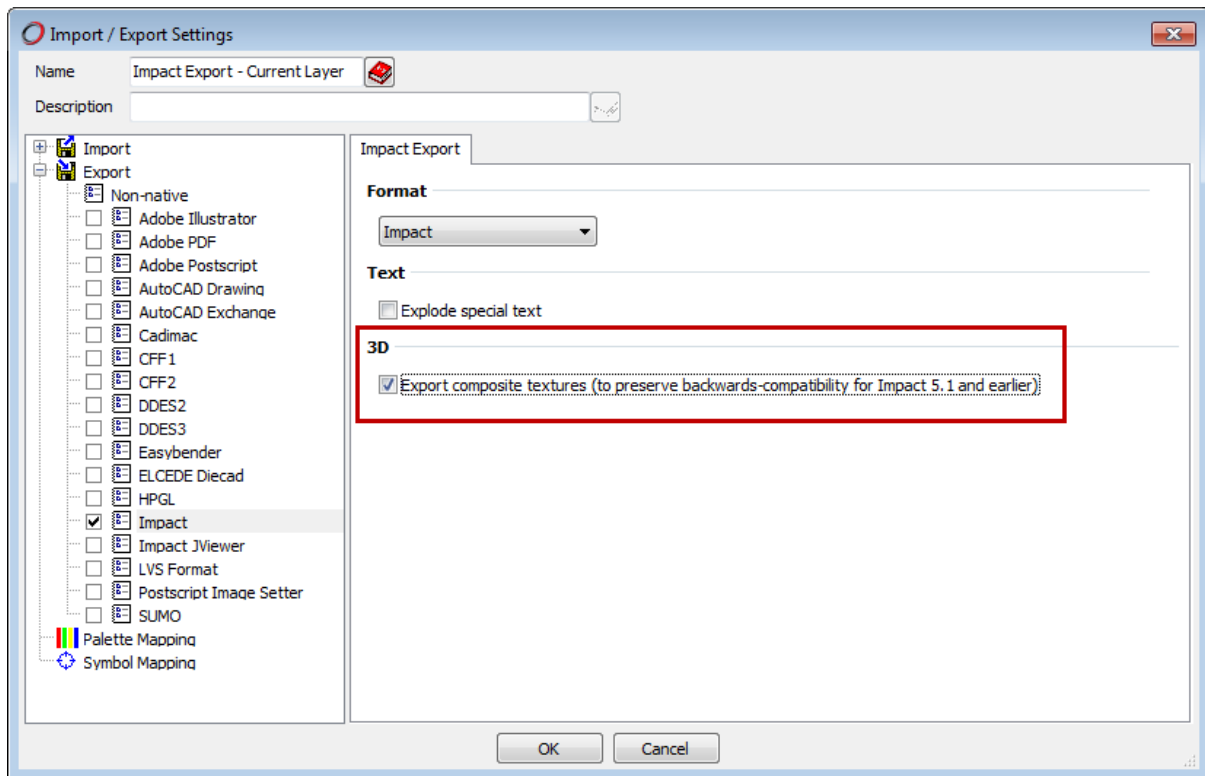 Import / Export Settings
Name Impact Export - Current Layer
Description
Import
Export
Non-native
Adobe Illustrator
Adobe PDF
Adobe Postscript
AutoCAD Drawing
AutoCAD Exchange
Cadimac
CFF1
CFF2
DDES2
DDES3
Easybender
ELCEDE Diecad
HPGL
Impact
Impact JViewer
LVS Format
Postscript Image Setter
SUMO
Palette Mapping
Symbol Mapping
Impact Export
Format
Impact
Text
Explode special text
3D
Export composite textures (to preserve backwards-compatibility for Impact 5.1 and earlier)
OK Cancel